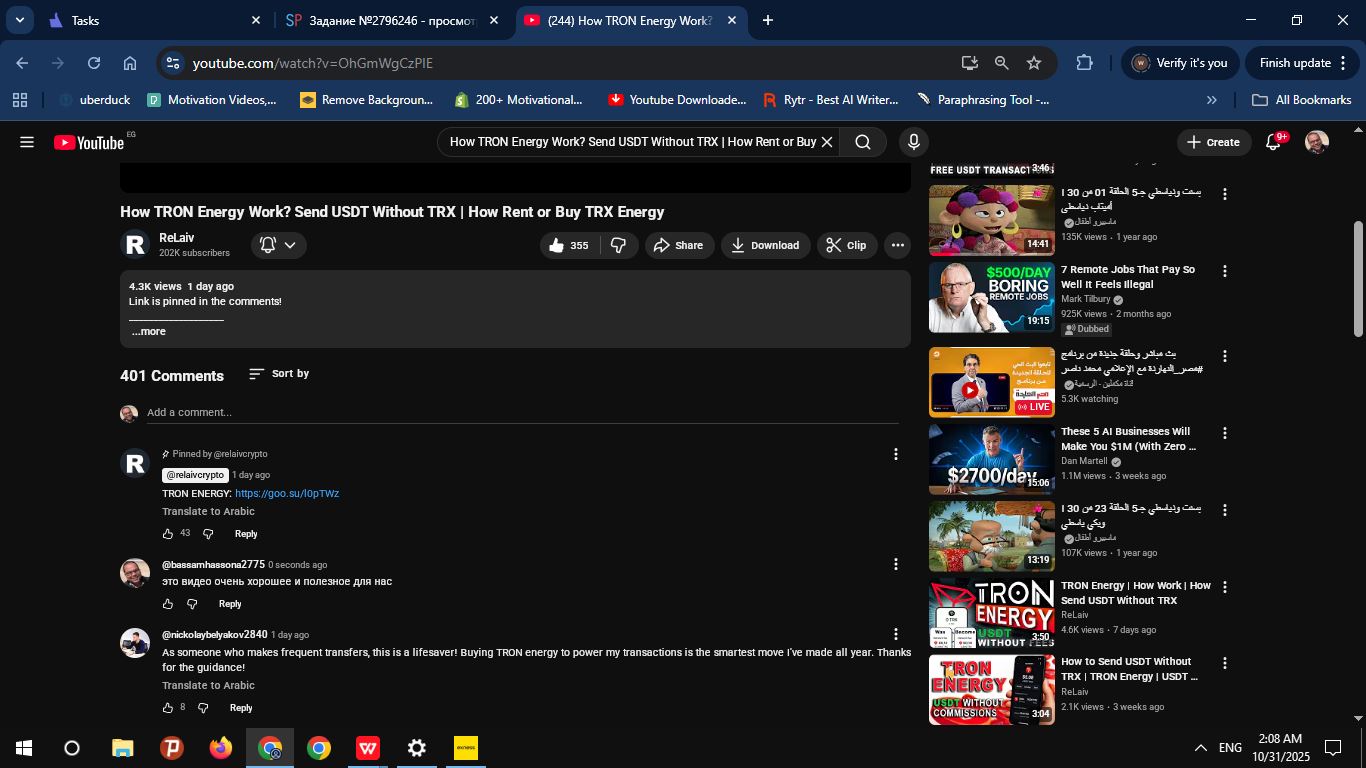 Tasks
Задание №2796246 - просмот
(244) How TRON Energy Work?
youtube.com/watch?v=OhGmWgCzPIE
Verify it's you
Finish update
uberduck
Motivation Videos,...
Remove Backgroun...
200+ Motivational...
Youtube Downloade...
Rytr - Best AI Writer...
Paraphrasing Tool -...
All Bookmarks
YouTube EG
How TRON Energy Work? Send USDT Without TRX | How Rent or Buy
Create
9+
How TRON Energy Work? Send USDT Without TRX | How Rent or Buy TRX Energy
R
ReLaiv
202K subscribers
355
Share
Download
Clip
4.3K views 1 day ago
Link is pinned in the comments!
...more
401 Comments
Sort by
Add a comment...
R
Pinned by @relaivcrypto
@relaivcrypto 1 day ago
TRON ENERGY: https://goo.su/l0pTWz
Translate to Arabic
43
Reply
@bassamhassona2775 0 seconds ago
это видео очень хорошее и полезное для нас
Reply
@nickolaybelyakov2840 1 day ago
As someone who makes frequent transfers, this is a lifesaver! Buying TRON energy to power my transactions is the smartest move I've made all year. Thanks
for the guidance!
Translate to Arabic
8
Reply
FREE USDT TRANSACTIONS
3:46
14:41
بسنت ودياسطي جـ5 الحلقة 01 من 30 I
ماسبيرو أطفال
135K views · 1 year ago
$500/DAY
BORING
REMOTE JOBS
19:15
7 Remote Jobs That Pay So
Well It Feels Illegal
Mark Tilbury
925K views · 2 months ago
Dubbed
LIVE
بث مباشر وحلقة جديدة من برنامج
#مصر_النهاردة مع الإعلامي محمد ناصر
قناة مكملين - الرسمية
5.3K watching
$2700/day
15:06
These 5 AI Businesses Will
Make You $1M (With Zero ...
Dan Martell
1.1M views · 3 weeks ago
13:19
بسنت ودياسطي جـ5 الحلقة 23 من 30 I
ماسبيرو أطفال
107K views · 1 year ago
TRON
ENERGY
USDT
WITHOUT FEES
3:50
TRON Energy | How Work | How
Send USDT Without TRX
ReLaiv
4.6K views · 7 days ago
TRON
ENERGY
USDT WITHOUT
COMMISSIONS
3:04
How to Send USDT Without
TRX | TRON Energy | USDT ...
ReLaiv
2.1K views · 3 weeks ago
exness
ENG
2:08 AM
10/31/2025